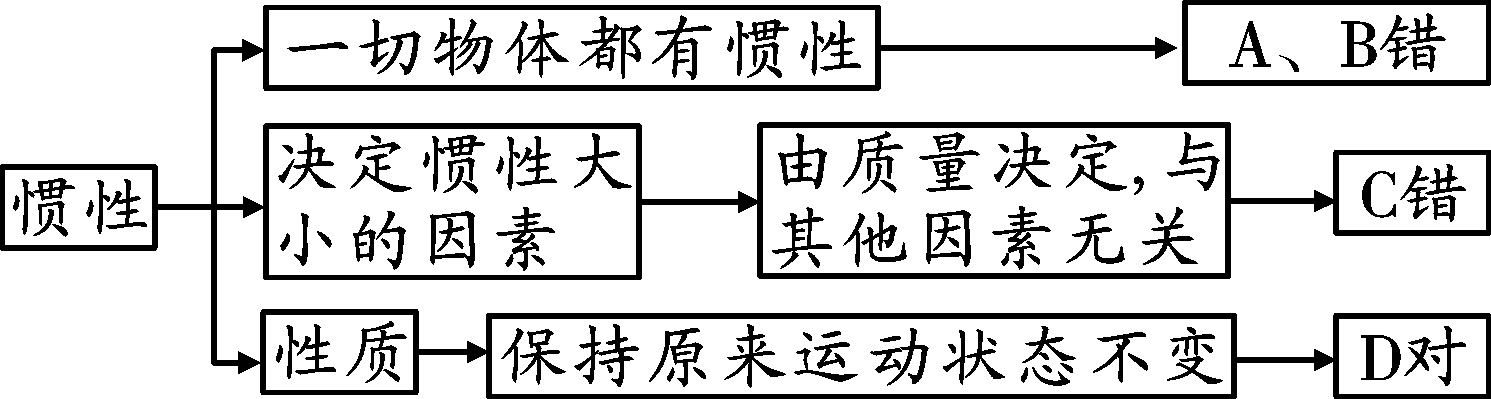 惯性
一切物体都有惯性
A、B错
决定惯性大
小的因素
由质量决定,与
其他因素无关
C错
性质
保持原来运动状态不变
D对